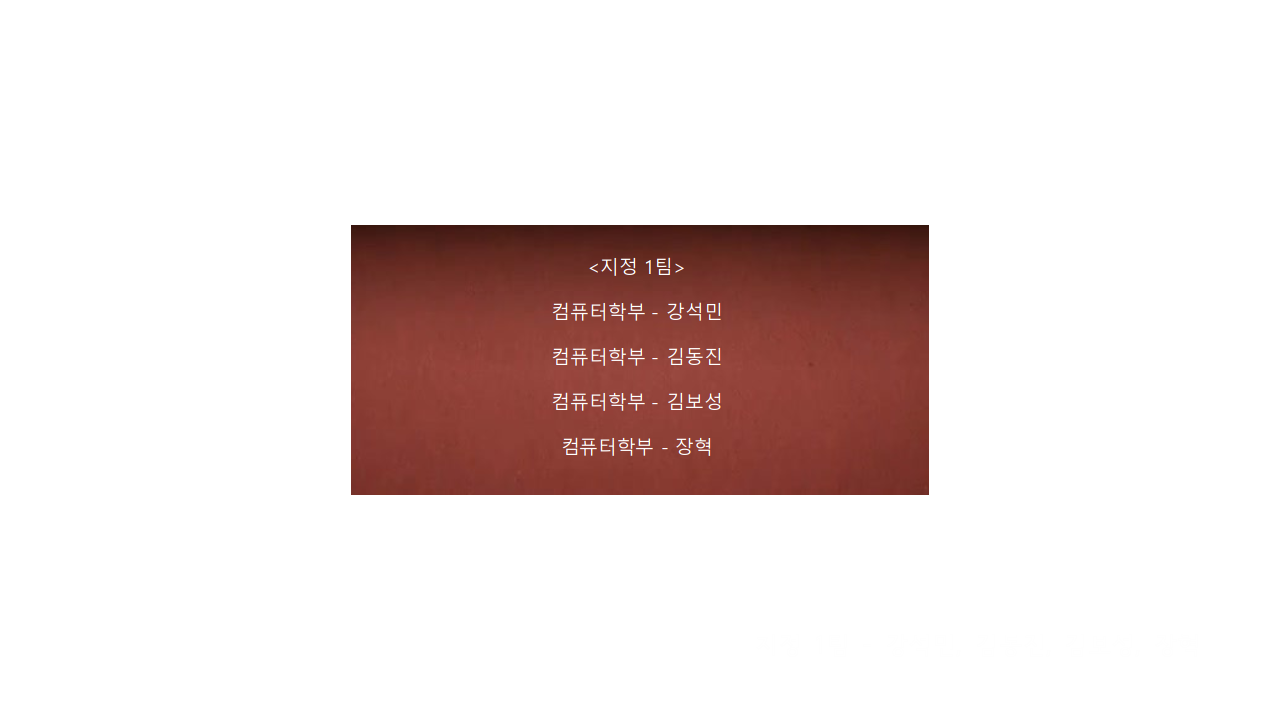 <지정 1팀>
컴퓨터학부 - 강석민
컴퓨터학부 - 김동진
컴퓨터학부 - 김보성
컴퓨터학부 - 장혁